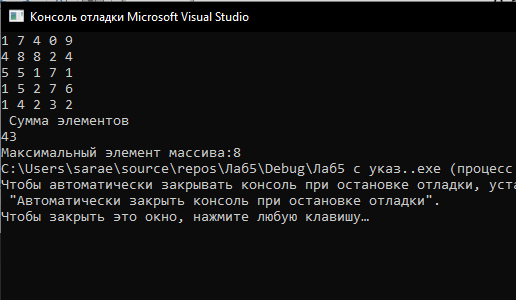 Консоль отладки Microsoft Visual Studio
1 7 4 0 9
4 8 8 2 4
5 5 1 7 1
1 5 2 7 6
1 4 2 3 2
Сумма элементов
43
Максимальный элемент массива:8
C:\Users\sarae\source\repos\Лаб5\Debug\Лаб5 с указ..exe (процесс
Чтобы автоматически закрывать консоль при остановке отладки, уста
"Автоматически закрыть консоль при остановке отладки".
Чтобы закрыть это окно, нажмите любую клавишу…